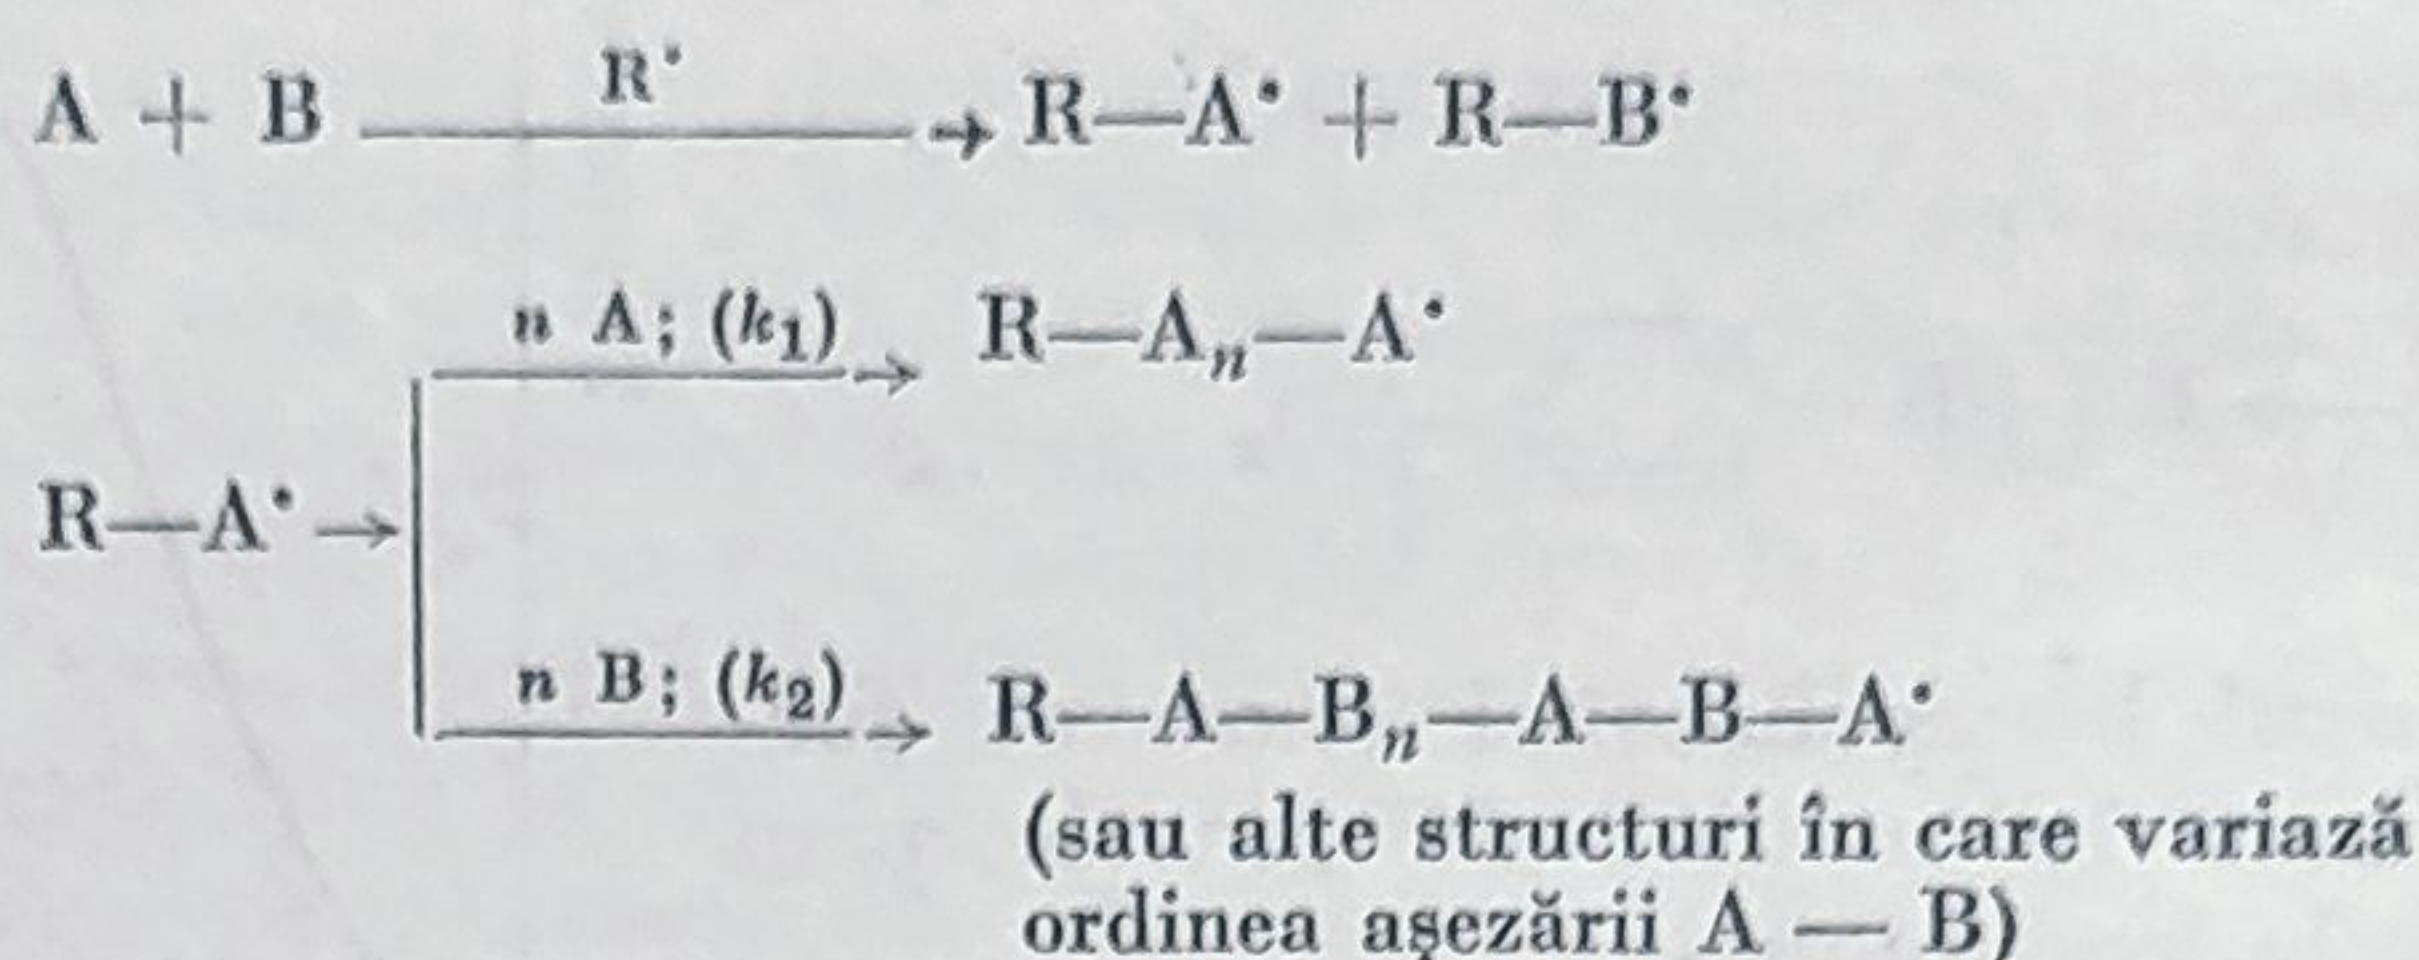 R•
A + B → R—A• + R—B•
n A; (k₁) → R—Aₙ—A•
R—A• →
n B; (k₂) → R—A—Bₙ—A—B—A•
(sau alte structuri în care variază
ordinea așezării A — B)